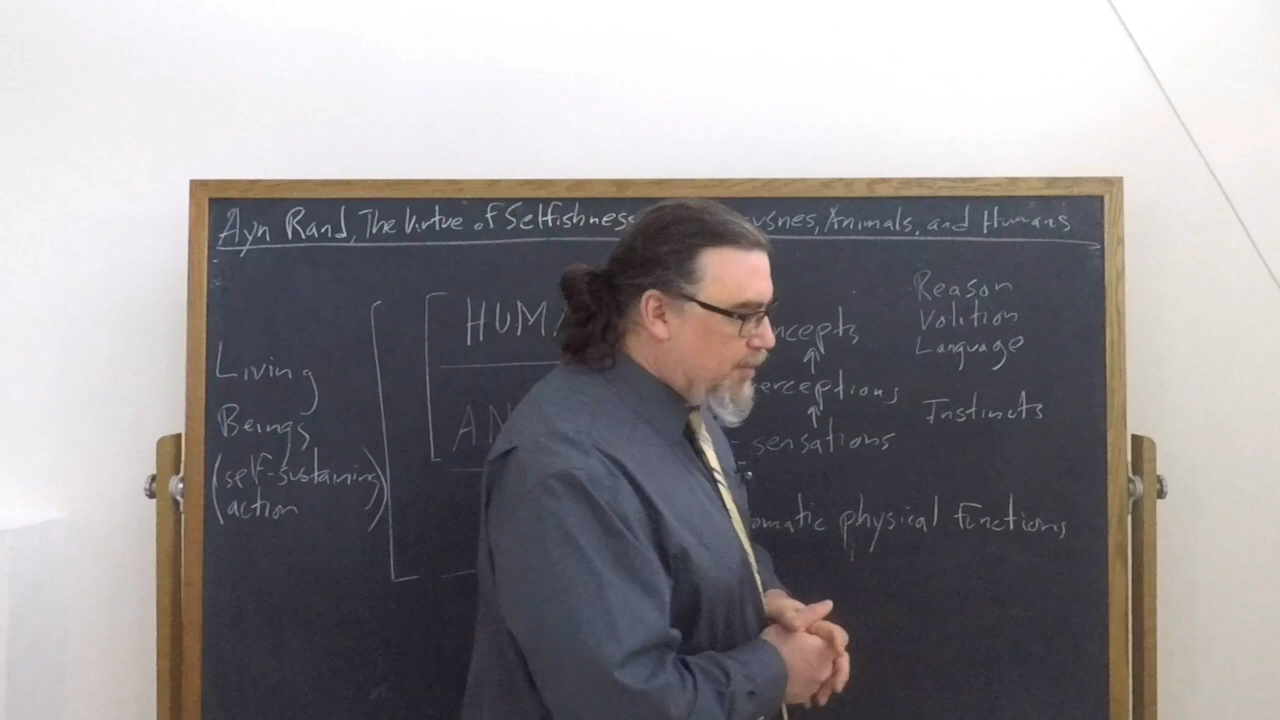 Ayn Rand, The Virtue of Selfishness usnes, Animals, and Humans
Reason
HUMA ncepts Volition
Language
Living erceptions
AN Instincts
Beings sensations
(self-sustaining
action) omatic physical functions